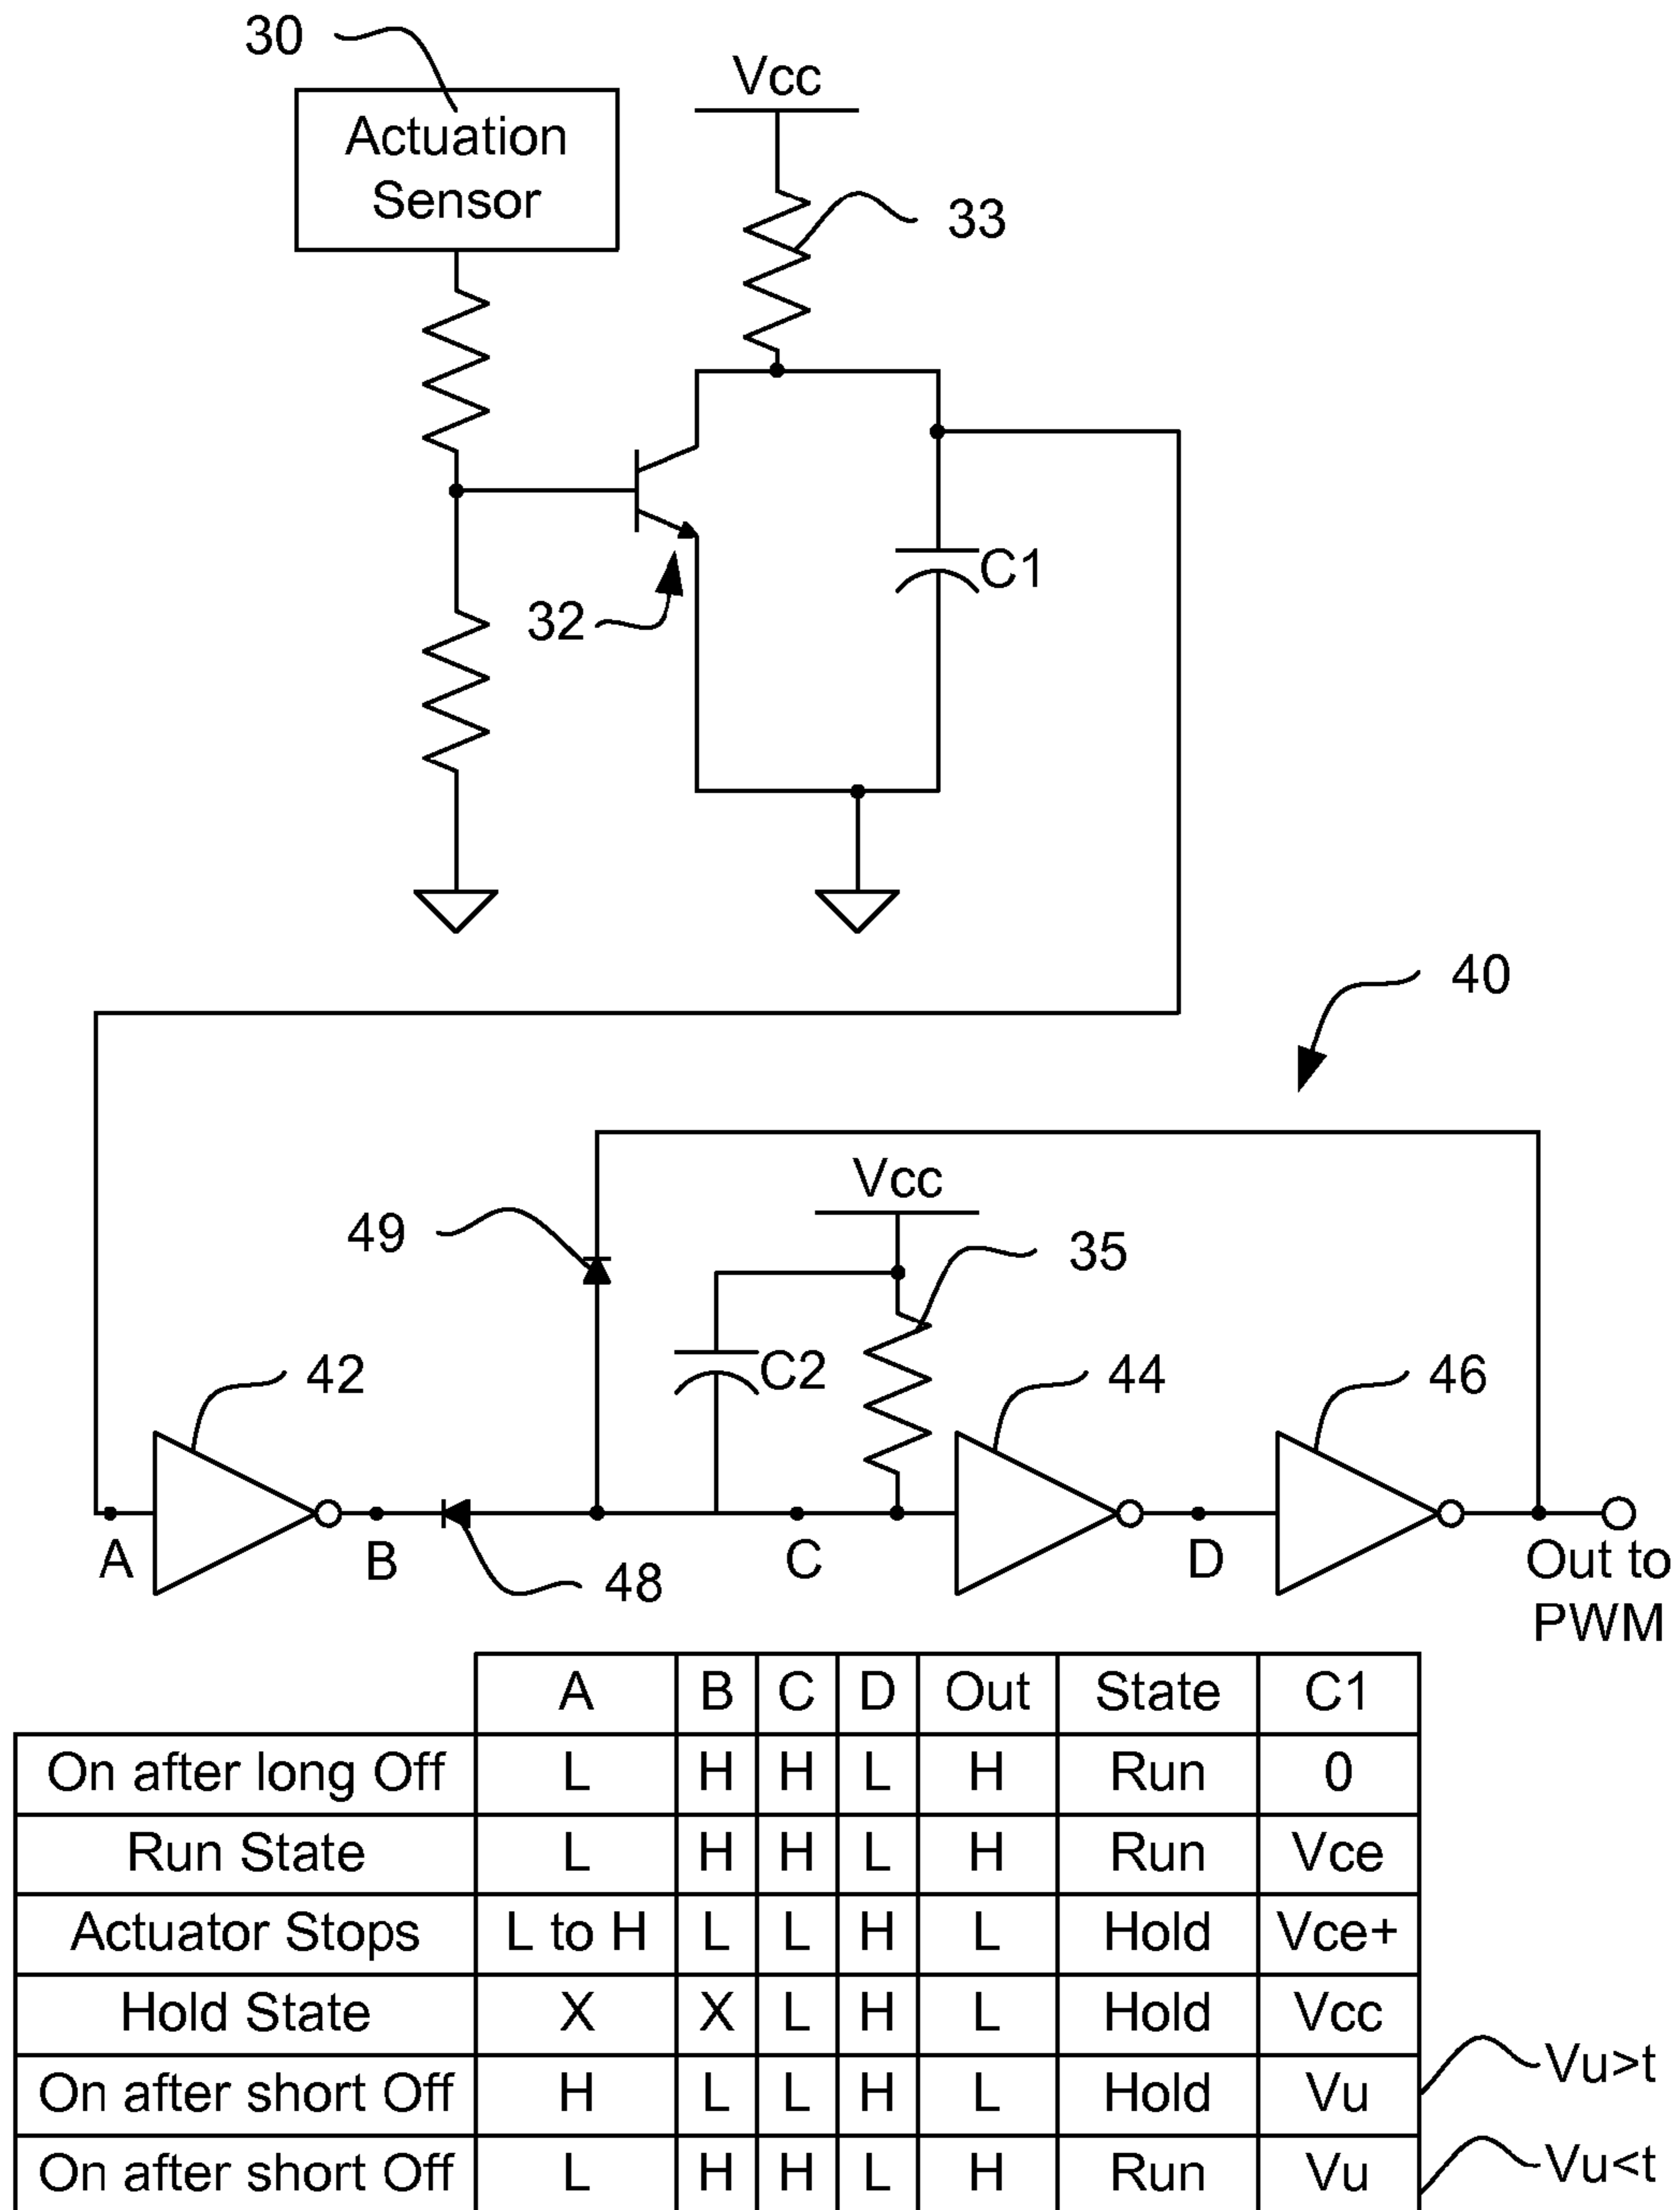 30
Vcc
Actuation
Sensor
33
C1
32
40
Vcc
49
35
C2
42
44
46
A
B
C
D
Out to
PWM
48
A B C D Out State C1
On after long Off L H H L H Run 0
Run State L H H L H Run Vce
Actuator Stops L to H L L H L Hold Vce+
Hold State X X L H L Hold Vcc
Vu>t
On after short Off H L L H L Hold Vu
Vu<t
On after short Off L H H L H Run Vu